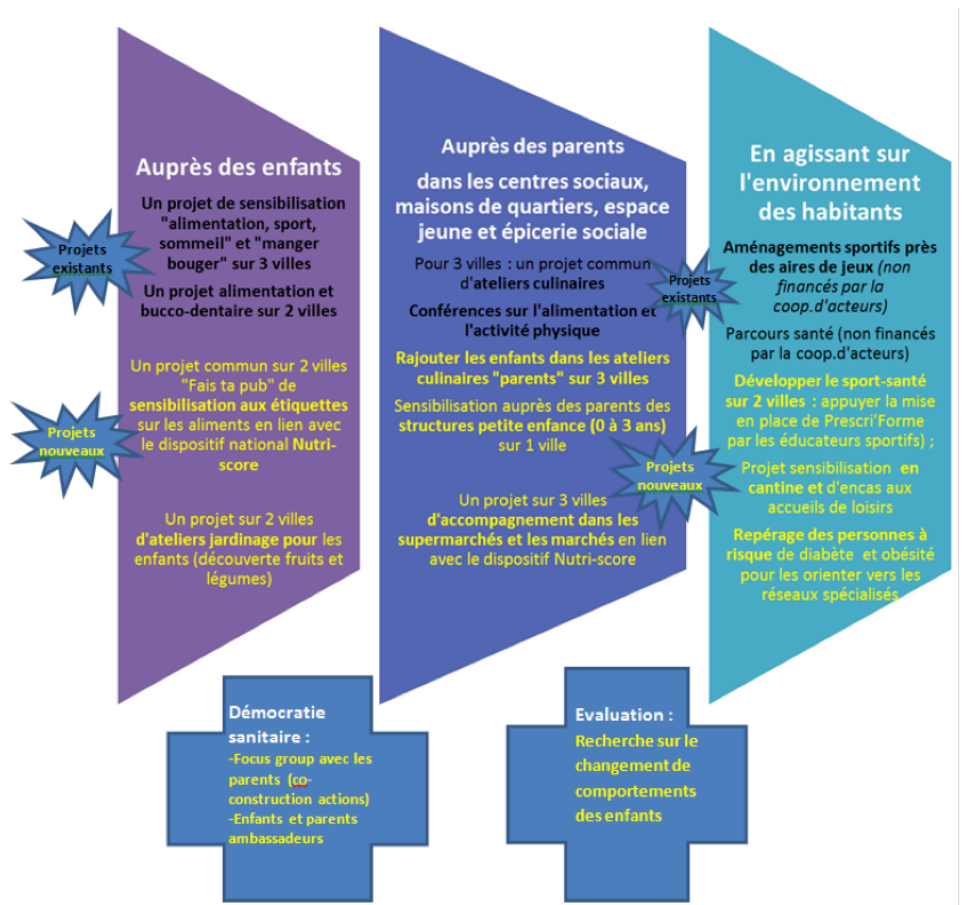 Auprès des enfants
Un projet de sensibilisation
"alimentation, sport,
sommeil" et "manger
bouger" sur 3 villes
Un projet alimentation et
bucco-dentaire sur 2 villes
Projets
existants
Un projet commun sur 2 villes
"Fais ta pub" de
sensibilisation aux étiquettes
sur les aliments en lien avec
le dispositif national Nutri-
score
Projets
nouveaux
Un projet sur 2 villes
d'ateliers jardinage pour les
enfants (découverte fruits et
légumes)
Auprès des parents
dans les centres sociaux,
maisons de quartiers, espace
jeune et épicerie sociale
Pour 3 villes : un projet commun
d'ateliers culinaires
Conférences sur l'alimentation et
l'activité physique
Rajouter les enfants dans les ateliers
culinaires "parents" sur 3 villes
Sensibilisation auprès des parents des
structures petite enfance (0 à 3 ans)
sur 1 ville
Un projet sur 3 villes
d'accompagnement dans les
supermarchés et les marchés en lien
avec le dispositif Nutri-score
En agissant sur
l'environnement
des habitants
Projets
existants
Aménagements sportifs près
des aires de jeux (non
financés par la
coop.d'acteurs)
Parcours santé (non financés
par la coop.d'acteurs)
Développer le sport-santé
sur 2 villes : appuyer la mise
en place de Prescri'Forme
par les éducateurs sportifs) ;
Projets
nouveaux
Projet sensibilisation en
cantine et d'encas aux
accueils de loisirs
Repérage des personnes à
risque de diabète et obésité
pour les orienter vers les
réseaux spécialisés
Démocratie
sanitaire :
-Focus group avec les
parents (co-
construction actions)
-Enfants et parents
ambassadeurs
Evaluation :
Recherche sur le
changement de
comportements
des enfants